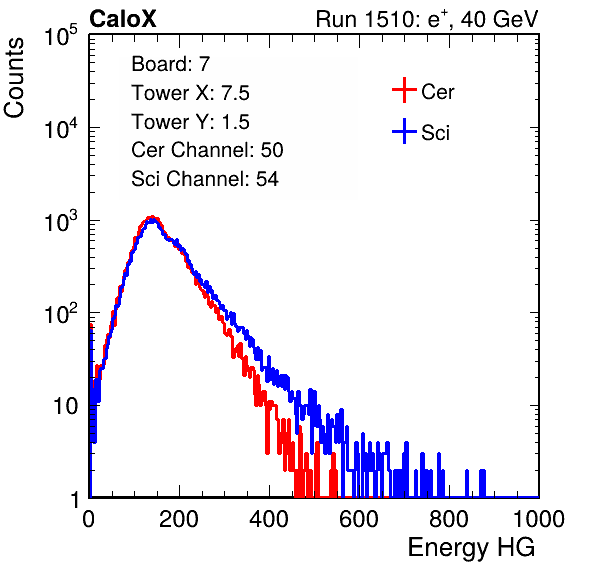 CaloX Run 1510: e⁺, 40 GeV
Counts
Board: 7
Tower X: 7.5
Tower Y: 1.5
Cer Channel: 50
Sci Channel: 54
Cer
Sci
10⁵
10⁴
10³
10²
10
1
0 200 400 600 800 1000
Energy HG